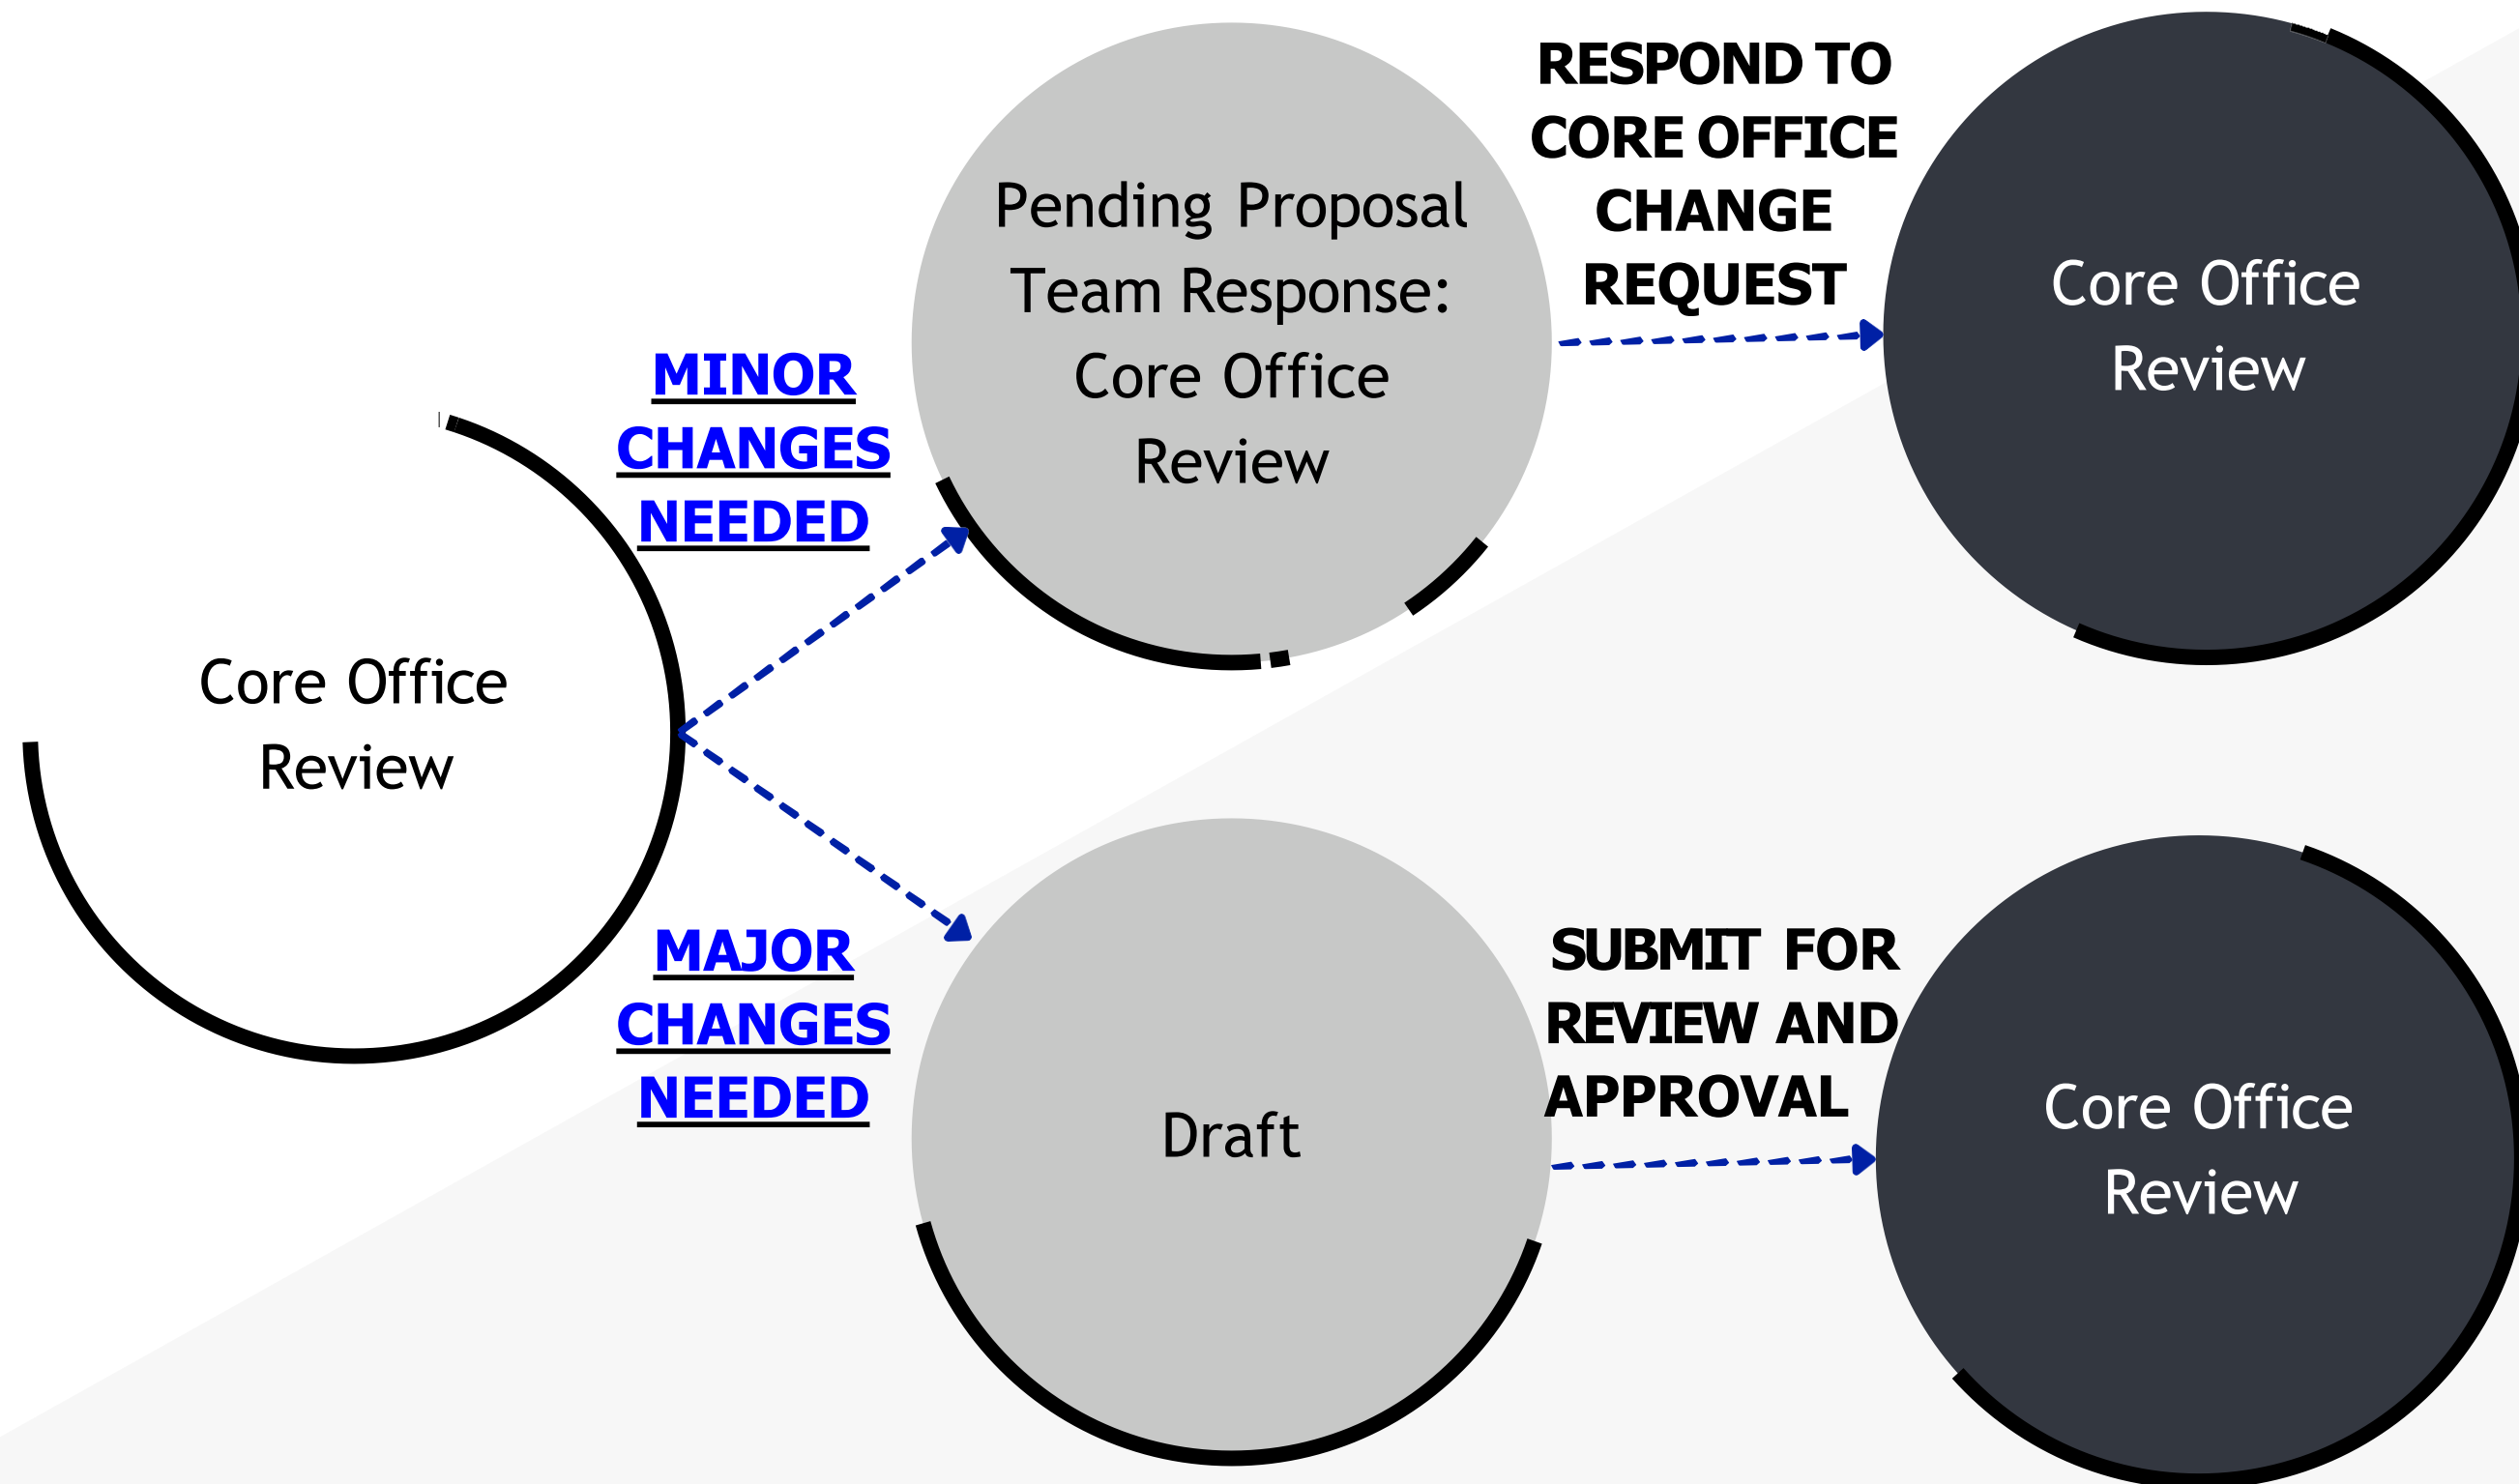 Core Office
Review
MINOR
CHANGES
NEEDED
Pending Proposal
Team Response:
Core Office
Review
RESPOND TO
CORE OFFICE
CHANGE
REQUEST
Core Office
Review
MAJOR
CHANGES
NEEDED
Draft
SUBMIT FOR
REVIEW AND
APPROVAL
Core Office
Review